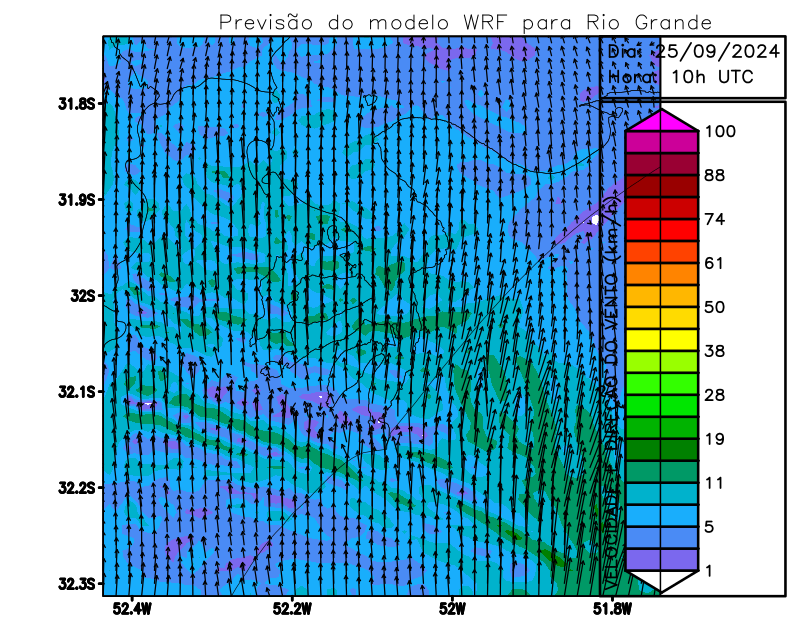 Previsão do modelo WRF para Rio Grande
Dia: 25/09/2024
Hora: 10h UTC
31.8S
31.9S
32S
32.1S
32.2S
32.3S
52.4W
52.2W
52W
51.8W
VELOCIDADE E DIREÇÃO DO VENTO (km/h)
100
88
74
61
50
38
28
19
11
5
1